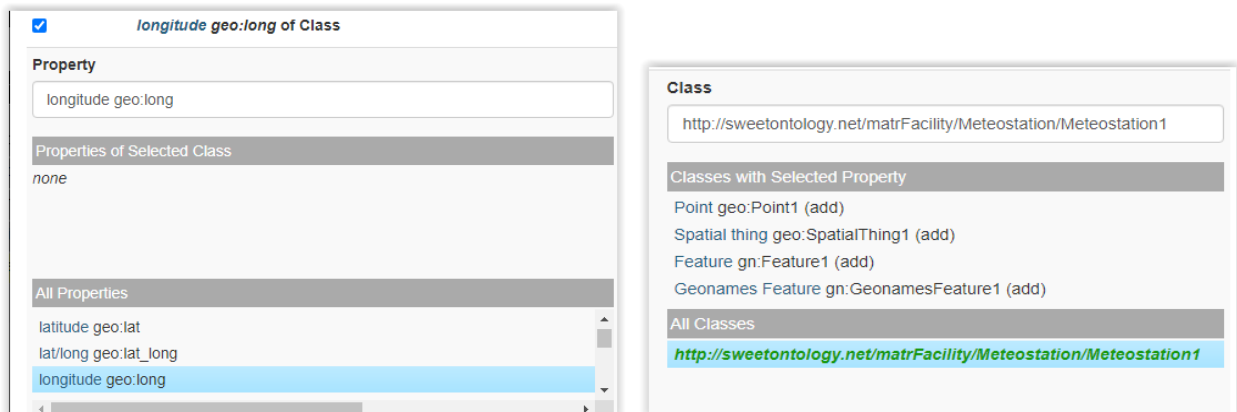 longitude geo:long of Class
Property
longitude geo:long
Properties of Selected Class
none
All Properties
latitude geo:lat
lat/long geo:lat_long
longitude geo:long
Class
http://sweetontology.net/matrFacility/Meteostation/Meteostation1
Classes with Selected Property
Point geo:Point1 (add)
Spatial thing geo:SpatialThing1 (add)
Feature gn:Feature1 (add)
Geonames Feature gn:GeonamesFeature1 (add)
All Classes
http://sweetontology.net/matrFacility/Meteostation/Meteostation1